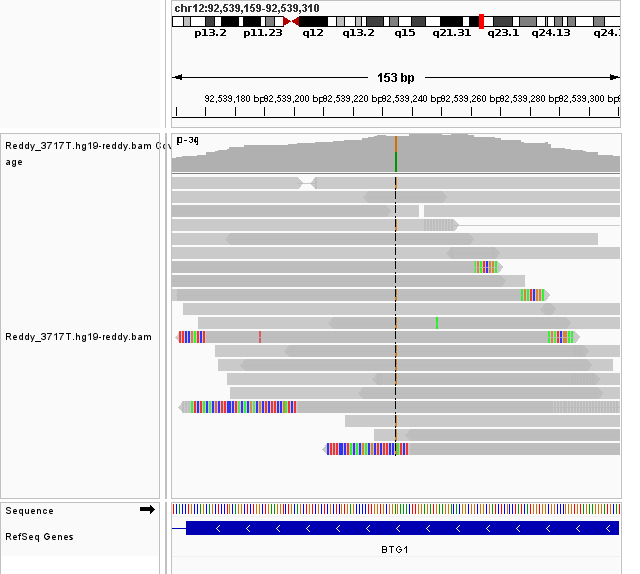 chr12:92,539,159-92,539,310
p13.2 p11.23 q12 q13.2 q15 q21.31 q23.1 q24.13 q24.
153 bp
92,539,180 bp 92,539,200 bp 92,539,220 bp 92,539,240 bp 92,539,260 bp 92,539,280 bp 92,539,300 bp
Reddy_3717T.hg19-reddy.bam Cov
age
Reddy_3717T.hg19-reddy.bam
Sequence
RefSeq Genes
BTG1